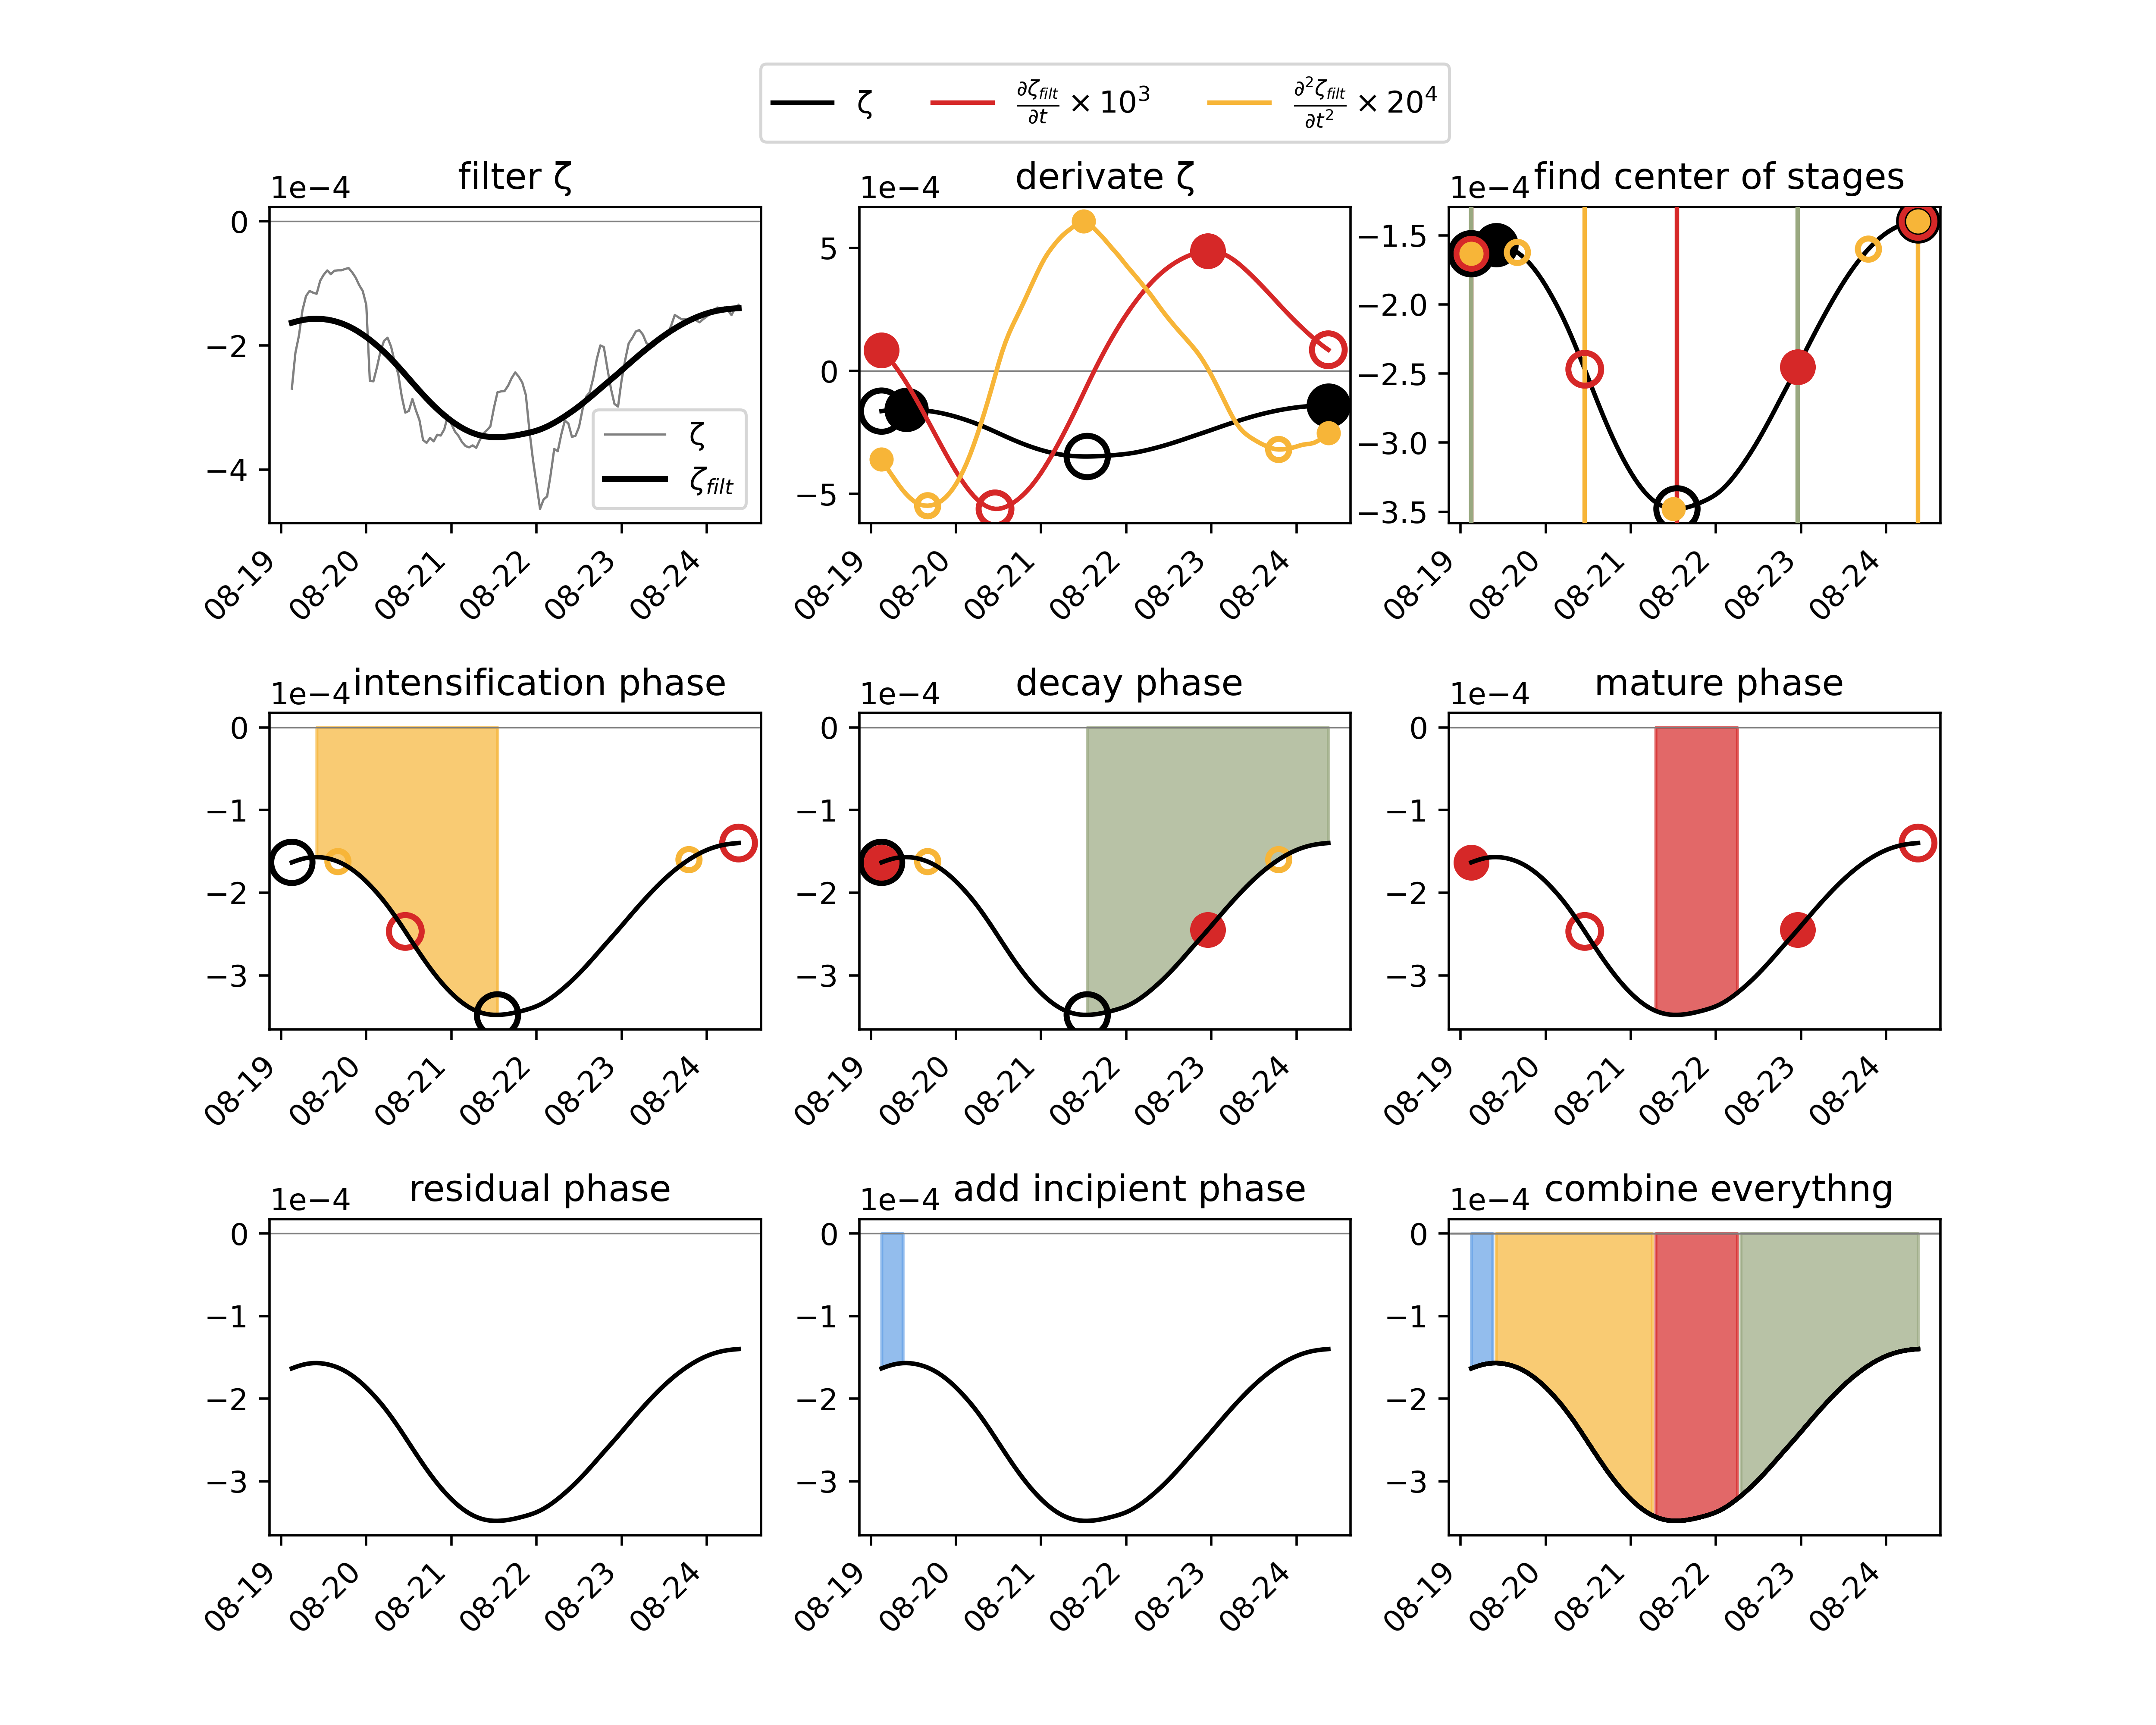 ζ
∂ζ_filt/∂t × 10³
∂²ζ_filt/∂t² × 20⁴
filter ζ
1e−4
0
−2
−4
ζ
ζ_filt
08-19 08-20 08-21 08-22 08-23 08-24
derivate ζ
1e−4
5
0
−5
08-19 08-20 08-21 08-22 08-23 08-24
find center of stages
1e−4
−1.5
−2.0
−2.5
−3.0
−3.5
08-19 08-20 08-21 08-22 08-23 08-24
intensification phase
1e−4
0
−1
−2
−3
08-19 08-20 08-21 08-22 08-23 08-24
decay phase
1e−4
0
−1
−2
−3
08-19 08-20 08-21 08-22 08-23 08-24
mature phase
1e−4
0
−1
−2
−3
08-19 08-20 08-21 08-22 08-23 08-24
residual phase
1e−4
0
−1
−2
−3
08-19 08-20 08-21 08-22 08-23 08-24
add incipient phase
1e−4
0
−1
−2
−3
08-19 08-20 08-21 08-22 08-23 08-24
combine everythng
1e−4
0
−1
−2
−3
08-19 08-20 08-21 08-22 08-23 08-24